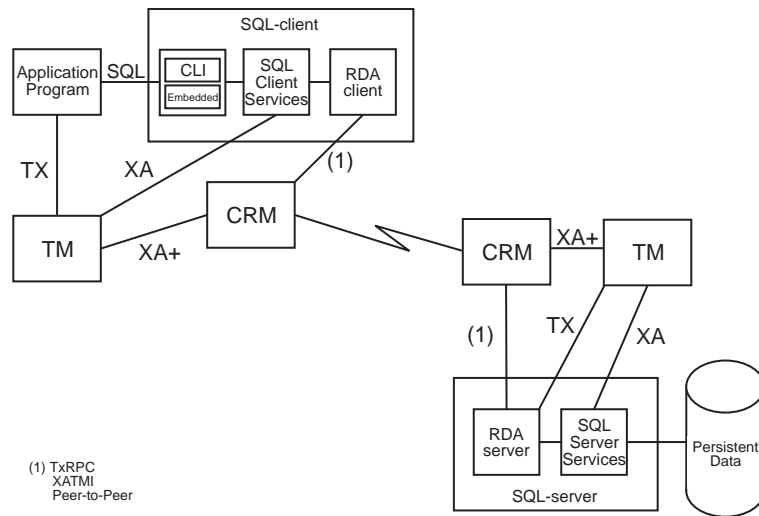 SQL-client
Application
Program
SQL
CLI
Embedded
SQL
Client
Services
RDA
client
TX
XA
(1)
TM
XA+
CRM
CRM
XA+
TM
(1)
TX
XA
RDA
server
SQL
Server
Services
Persistent
Data
SQL-server
(1) TxRPC
XATMI
Peer-to-Peer